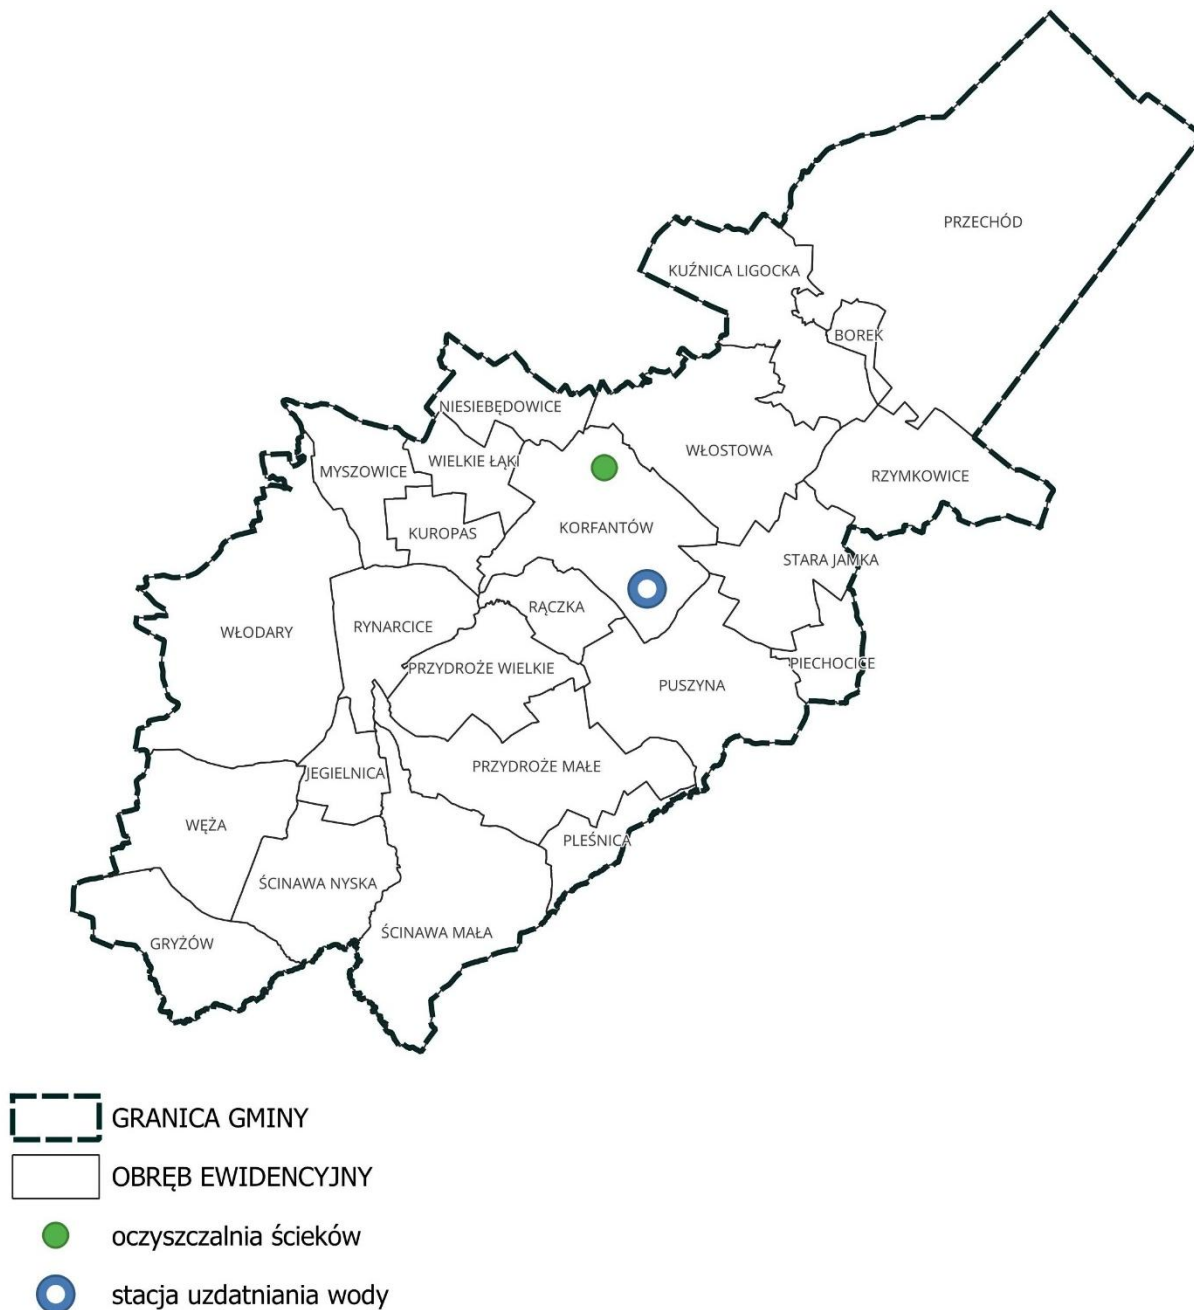 PRZECHÓD
KUŹNICA LIGOCKA
BOREK
NIESIEBĘDOWICE
WŁOSTOWA
WIELKIE ŁĄKI
MYSZOWICE
RZYMKOWICE
KORFANTÓW
KUROPAS
STARA JAMKA
RĄCZKA
RYNARCICE
WŁODARY
PIECHOCICE
PRZYDROŻE WIELKIE
PUSZYNA
PRZYDROŻE MAŁE
JEGIELNICA
WĘŻA
PLEŚNICA
ŚCINAWA NYSKA
ŚCINAWA MAŁA
GRYŻÓW
GRANICA GMINY
OBRĘB EWIDENCYJNY
oczyszczalnia ścieków
stacja uzdatniania wody